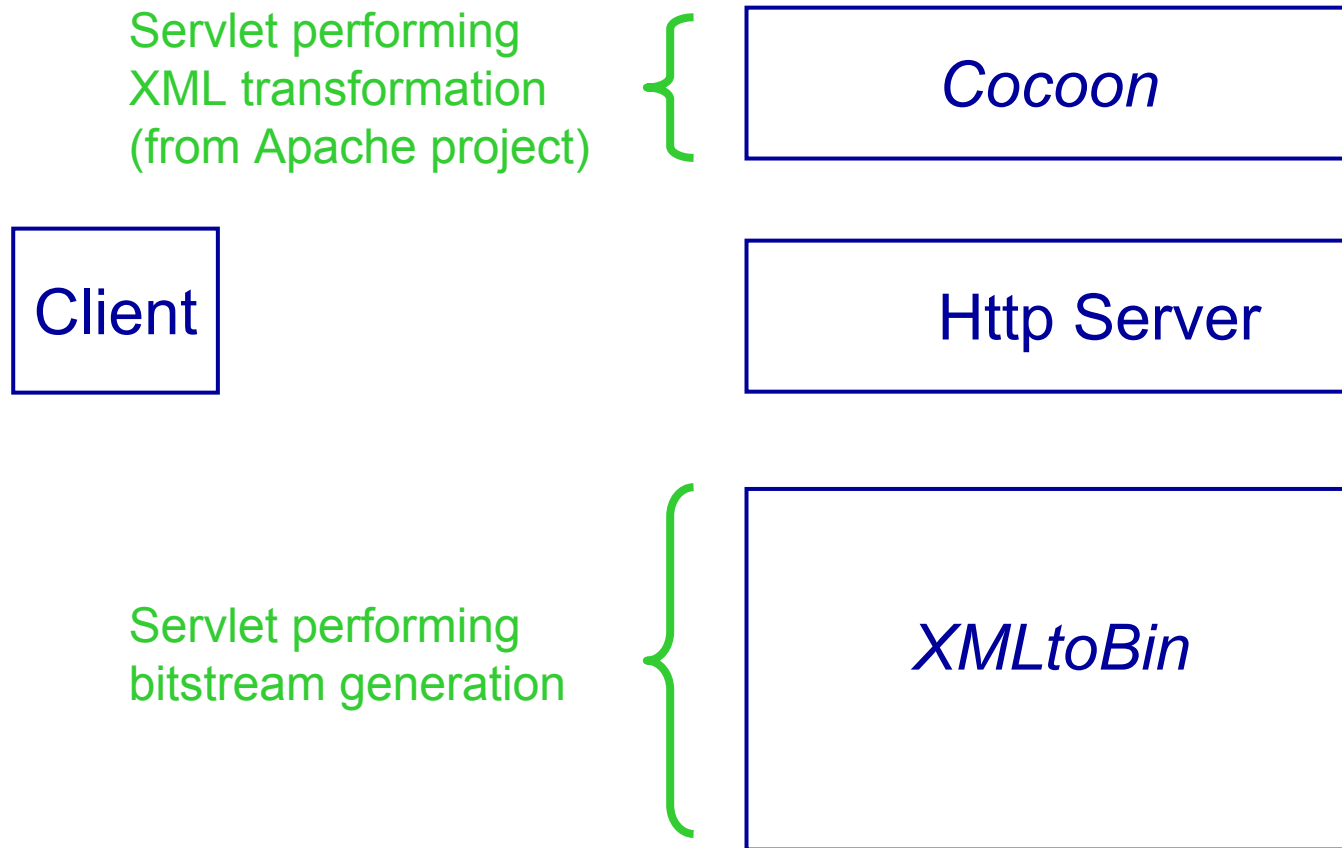 Servlet performing
XML transformation
(from Apache project)
Cocoon
Client
Http Server
Servlet performing
bitstream generation
XMLtoBin